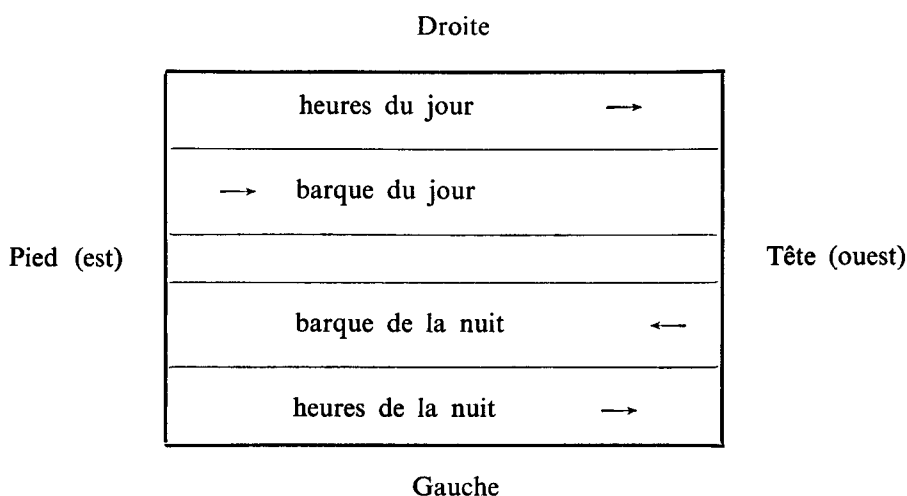 Droite
heures du jour →
→ barque du jour
Pied (est)
Tête (ouest)
barque de la nuit ←
heures de la nuit →
Gauche